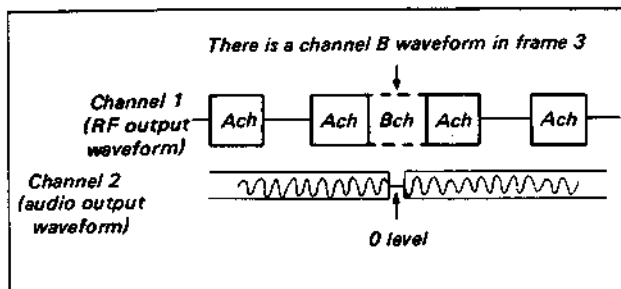 There is a channel B waveform in frame 3
Channel 1
(RF output
waveform)
Ach Ach Bch Ach Ach
Channel 2
(audio output
waveform)
0 level